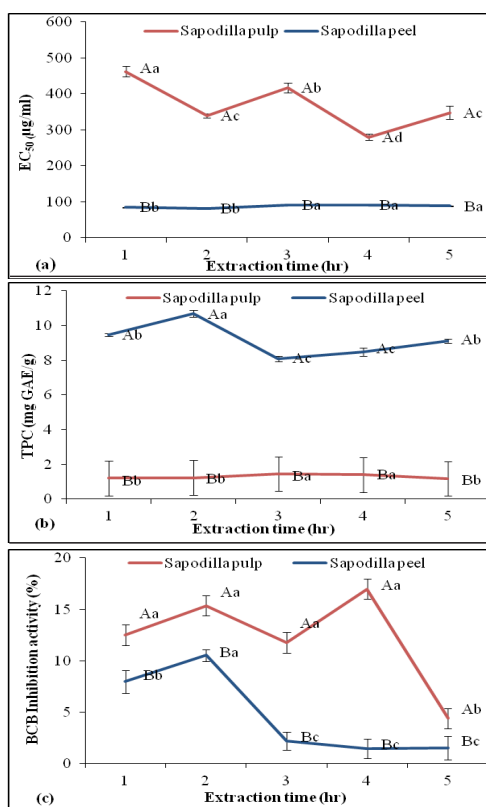 Sapodilla pulp Sapodilla peel
600
500
400
300
200
100
0
EC50 (µg/ml)
Aa
Ac
Ab
Ad
Ac
Bb
Bb
Ba
Ba
Ba
1 2 3 4 5
Extraction time (hr)
(a)
Sapodilla pulp Sapodilla peel
12
10
8
6
4
2
0
TPC (mg GAE/g)
Ab
Aa
Ac
Ac
Ab
Bb
Bb
Ba
Ba
Bb
1 2 3 4 5
Extraction time (hr)
(b)
Sapodilla pulp Sapodilla peel
20
15
10
5
0
BCB Inhibition activity (%)
Aa
Aa
Aa
Aa
Ab
Bb
Ba
Bc
Bc
Bc
1 2 3 4 5
Extraction time (hr)
(c)